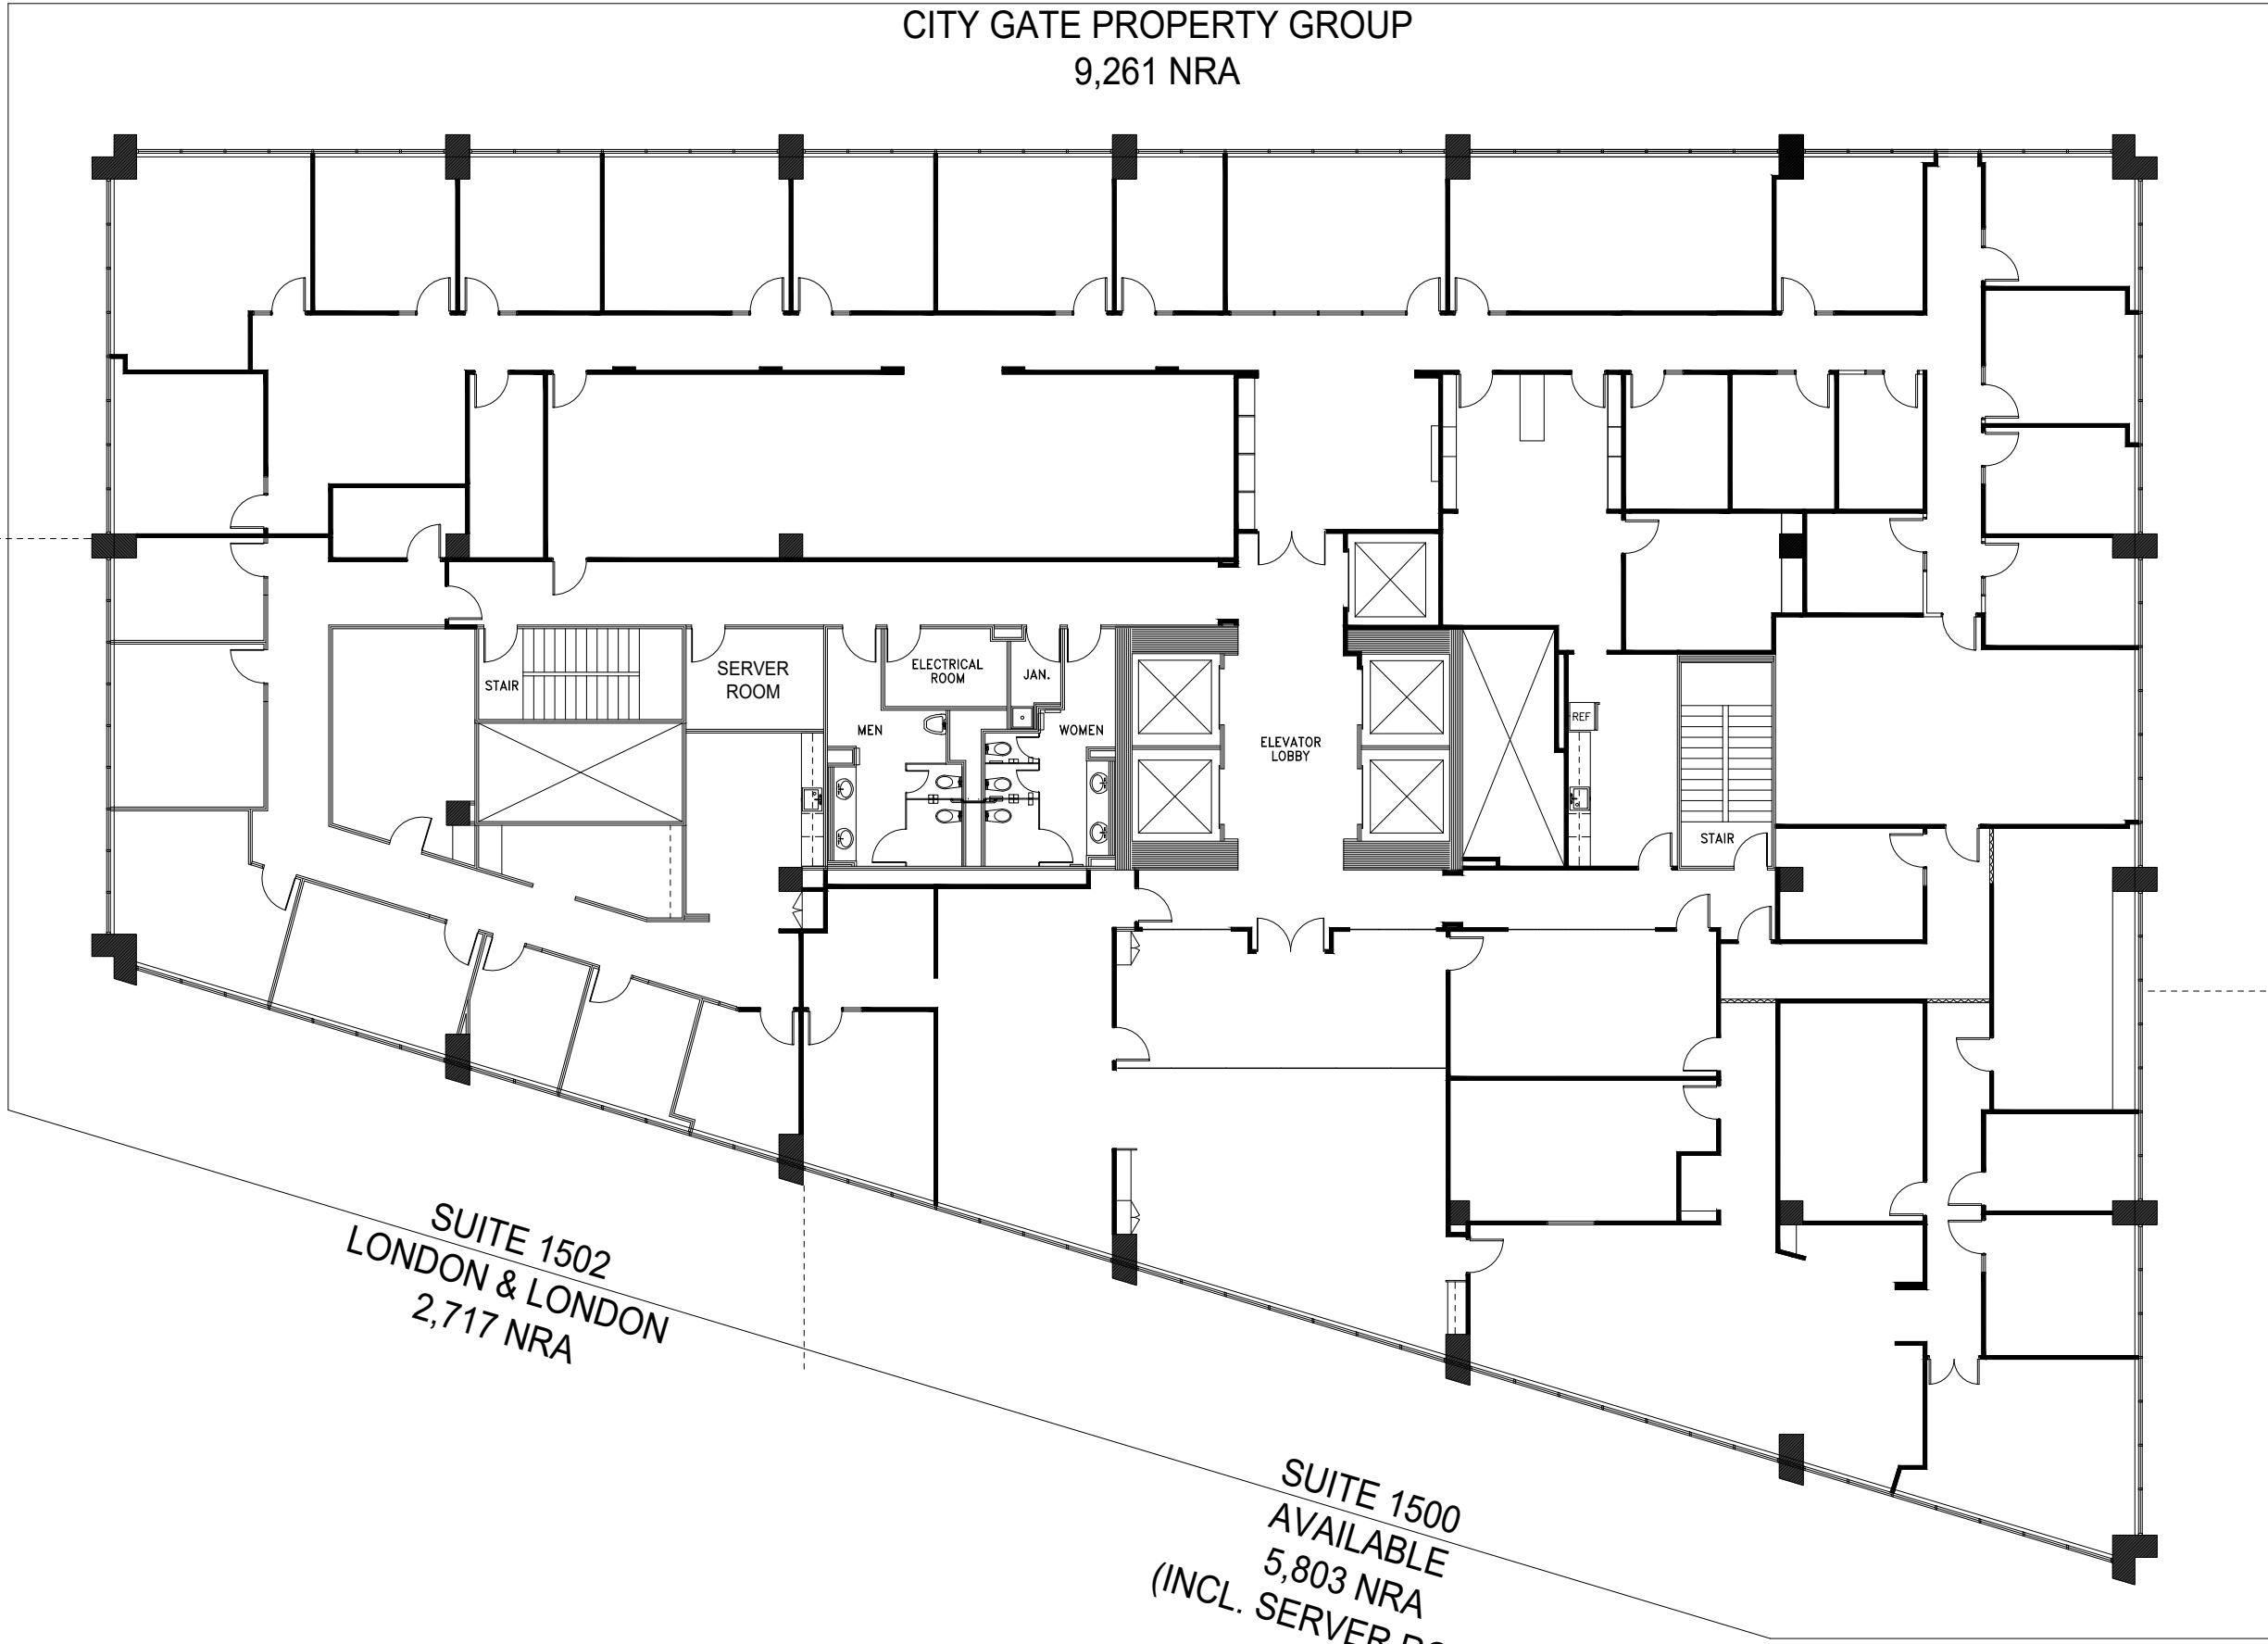 CITY GATE PROPERTY GROUP
9,261 NRA
SERVER
ROOM
ELECTRICAL
ROOM
JAN.
STAIR
MEN
WOMEN
ELEVATOR
LOBBY
REF
STAIR
SUITE 1502
LONDON & LONDON
2,717 NRA
SUITE 1500
AVAILABLE
5,803 NRA
(INCL. SERVER